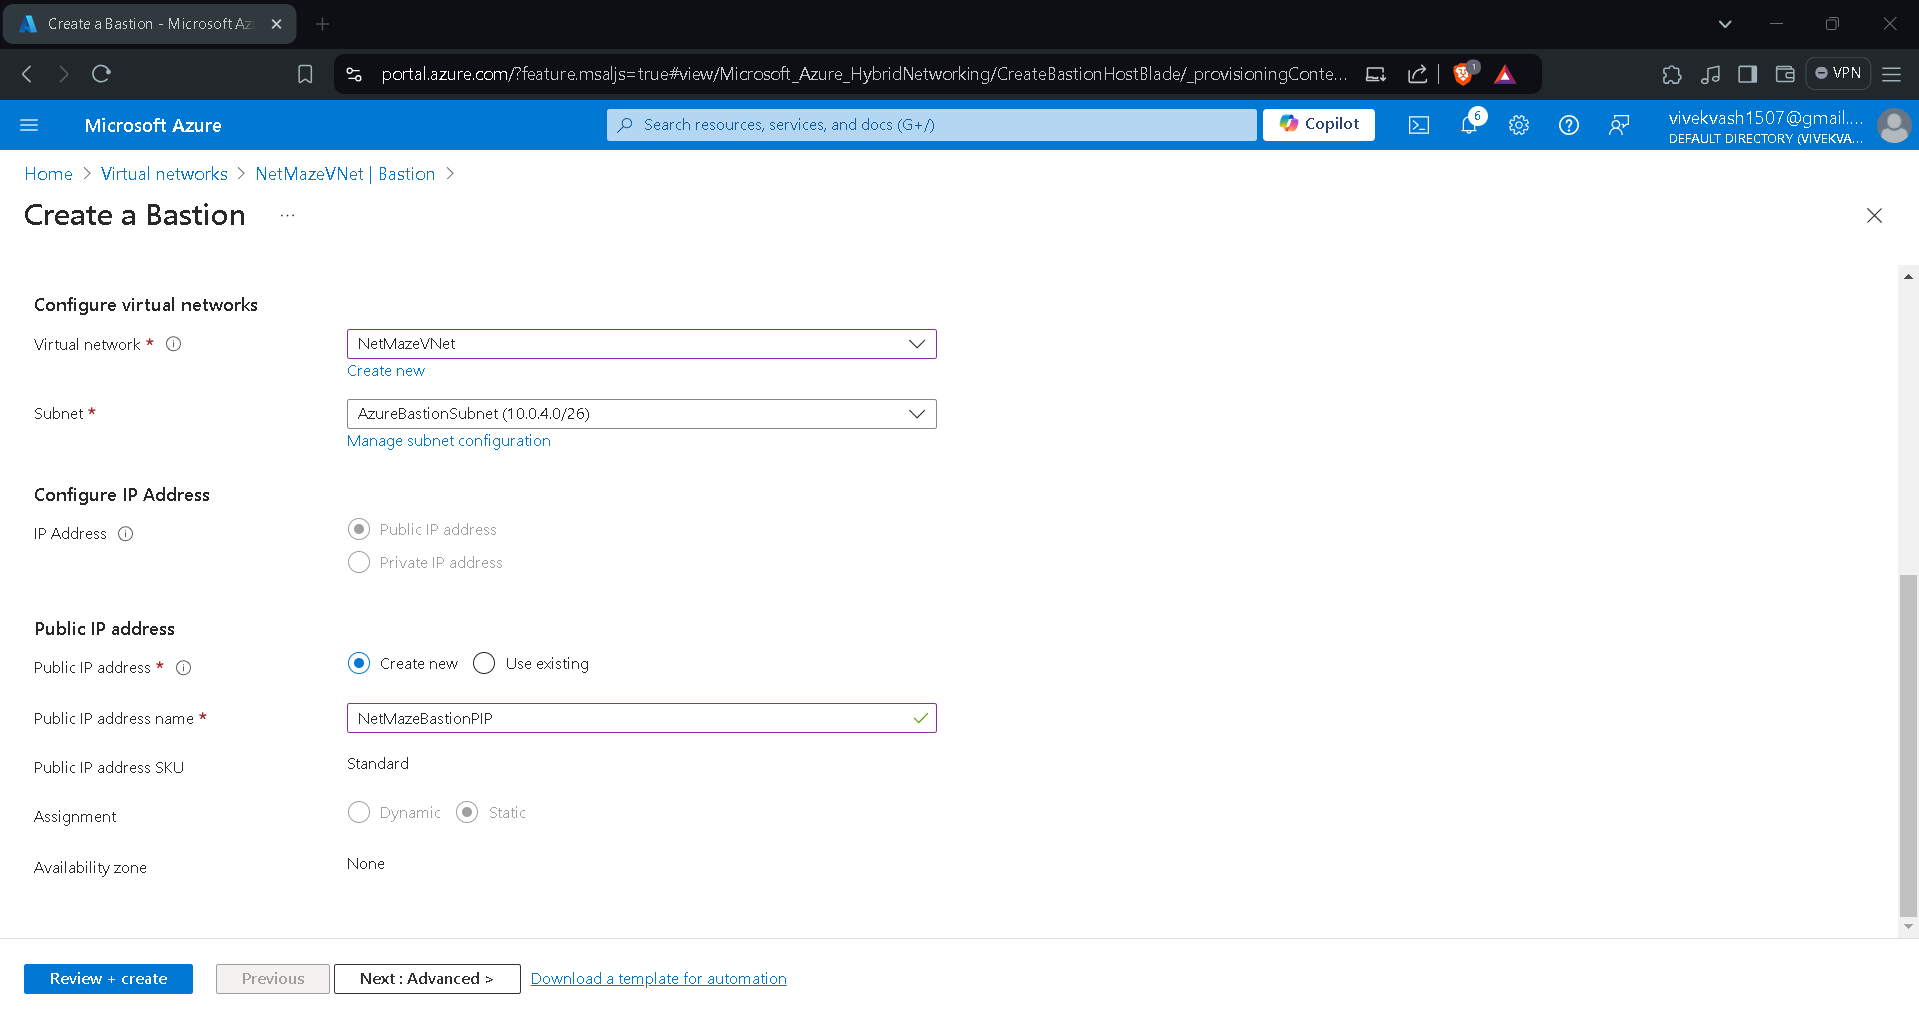 Create a Bastion - Microsoft Az
portal.azure.com/?feature.msaljs=true#view/Microsoft_Azure_HybridNetworking/CreateBastionHostBlade/_provisioningConte...
1
VPN
Microsoft Azure
Search resources, services, and docs (G+/)
Copilot
6
vivekvash1507@gmail....
DEFAULT DIRECTORY (VIVEKVA...
Home > Virtual networks > NetMazeVNet | Bastion >
Create a Bastion ...
Configure virtual networks
Virtual network *
NetMazeVNet
Create new
Subnet *
AzureBastionSubnet (10.0.4.0/26)
Manage subnet configuration
Configure IP Address
IP Address
Public IP address
Private IP address
Public IP address
Public IP address *
Create new
Use existing
Public IP address name *
NetMazeBastionPIP
Public IP address SKU
Standard
Assignment
Dynamic
Static
Availability zone
None
Review + create
Previous
Next : Advanced >
Download a template for automation